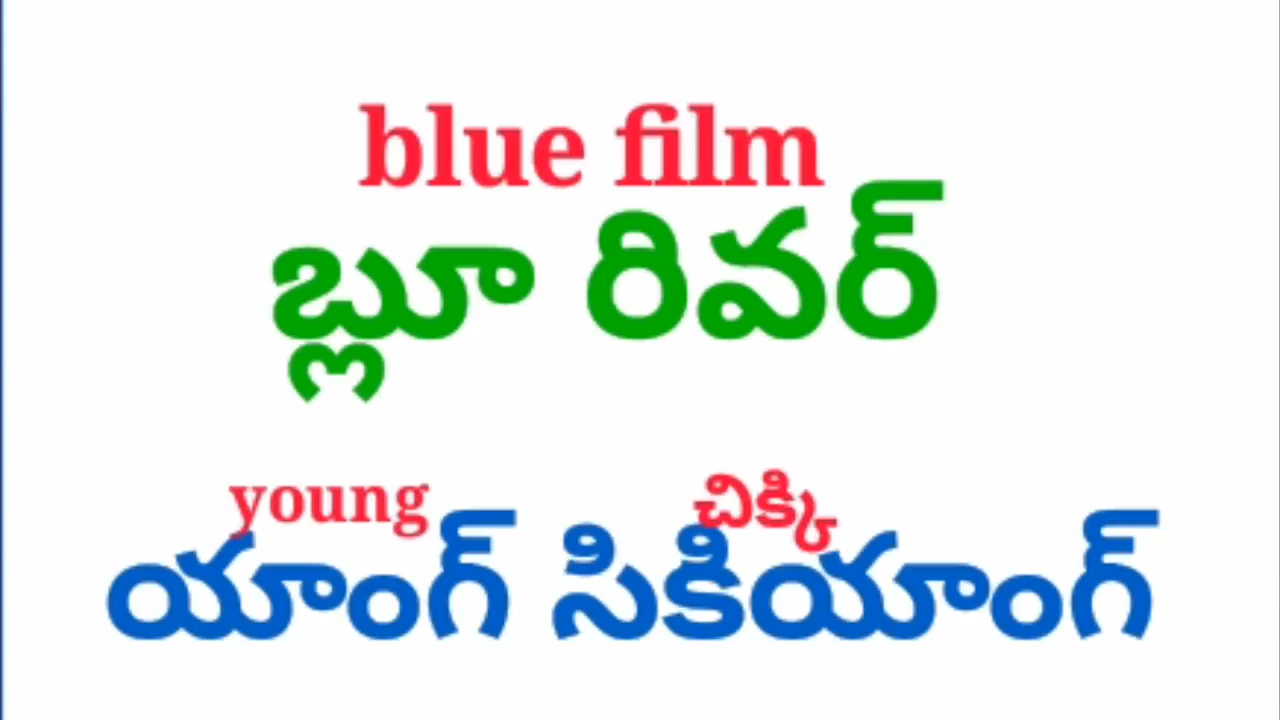 blue film
బ్లూ రివర్
young చిక్కి
యాంగ్ సికియాంగ్